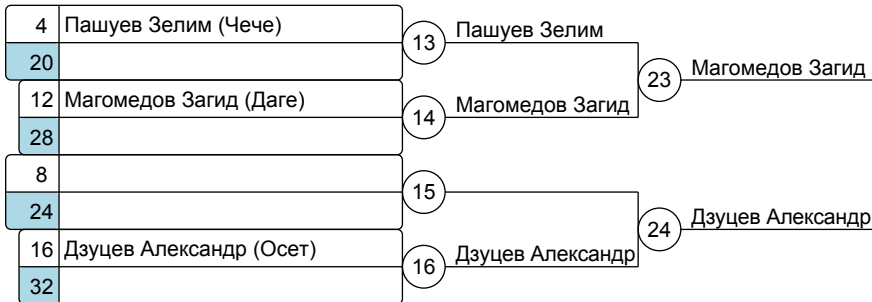 4 Пашуев Зелим (Чече)
20
13 Пашуев Зелим
12 Магомедов Загид (Даге)
28
14 Магомедов Загид
23 Магомедов Загид
8
24
15
16 Дзуцев Александр (Осет)
32
16 Дзуцев Александр
24 Дзуцев Александр